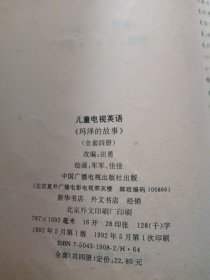 儿童电视英语
《玛泽的故事》
(全套四册)
改编:田勇
绘画:军军、佳佳
中国广播电视出版社出版
(北京复外广播电影电视部灰楼 邮政编码100866)
新华书店 外文书店 经销
北京外文印刷厂印刷
787×1092毫米 16开 28印张 128(千)字
1992年5月第1版 1992年5月第1次印刷
ISBN7-5043-1908-2/H·64
全套(共四册)定价:22.80元